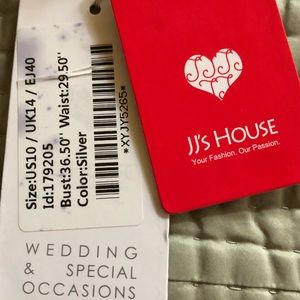 Size:US10 / UK14 / EJ40
Id:179205
Bust:36.50" Waist:29.50"
Color:Silver
*XYJY5265*
WEDDING
& SPECIAL
OCCASIONS
JJ's HOUSE
Your Fashion. Our Passion.